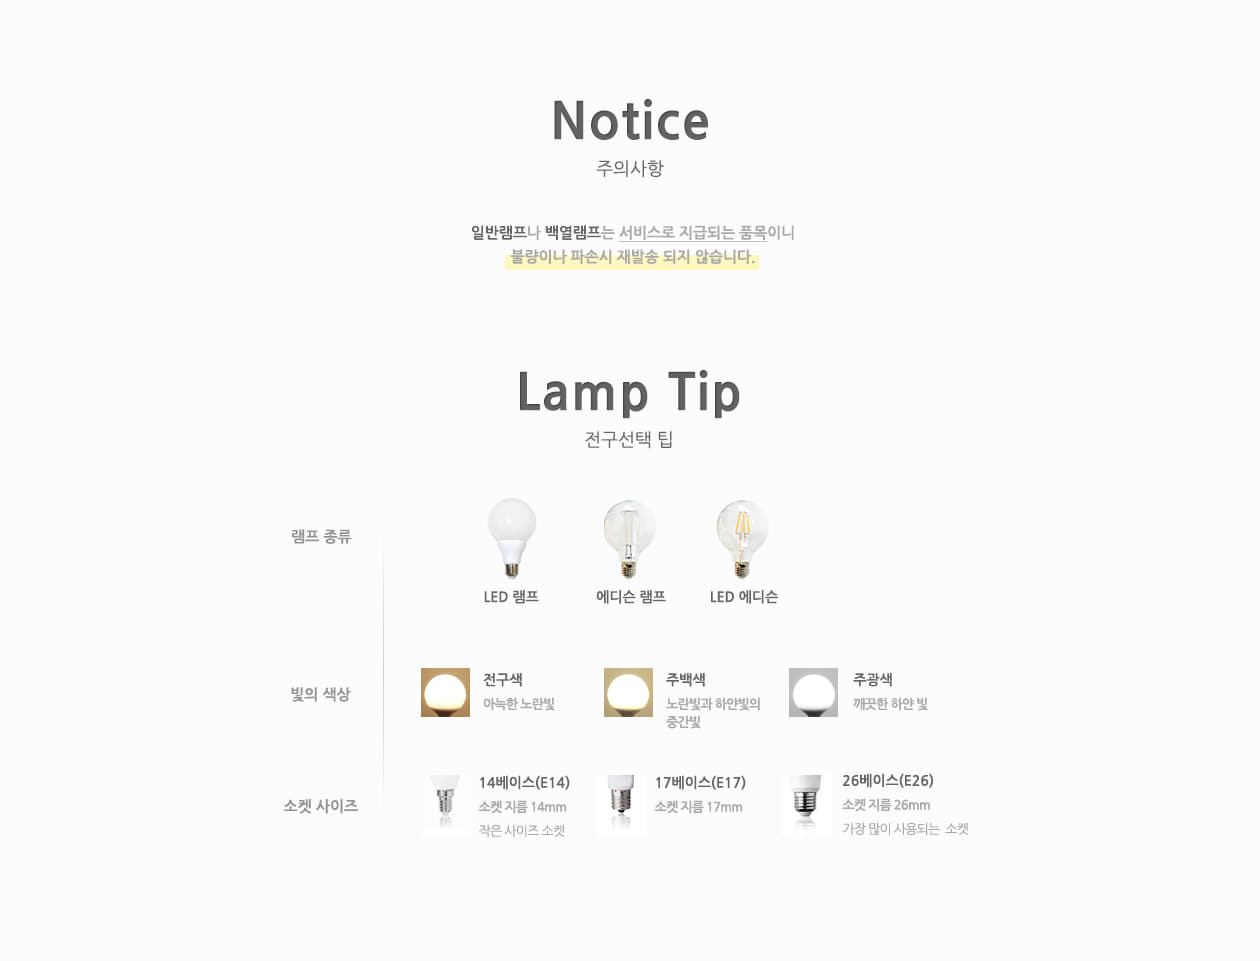 Notice
주의사항
일반램프나 백열램프는 서비스로 지급되는 품목이니
불량이나 파손시 재발송 되지 않습니다.
Lamp Tip
전구선택 팁
램프 종류
LED 램프
에디슨 램프
LED 에디슨
빛의 색상
전구색
아늑한 노란빛
주백색
노란빛과 하얀빛의
중간빛
주광색
깨끗한 하얀 빛
소켓 사이즈
14베이스(E14)
소켓 지름 14mm
작은 사이즈 소켓
17베이스(E17)
소켓 지름 17mm
26베이스(E26)
소켓 지름 26mm
가장 많이 사용되는 소켓